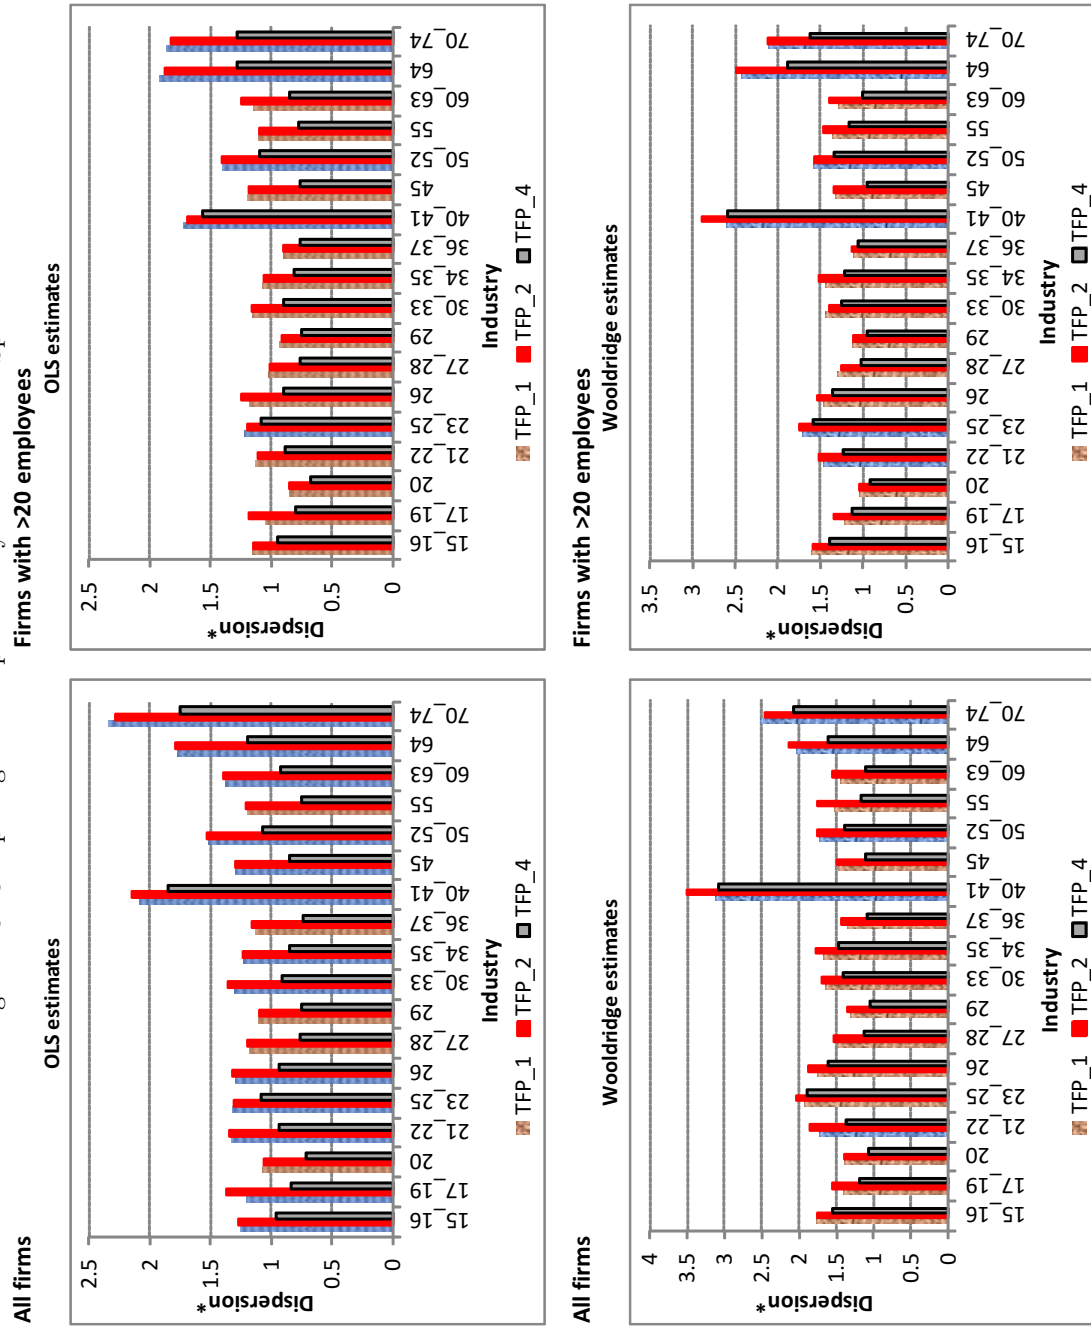 All firms
OLS estimates
2.5
2
1.5
1
0.5
0
Dispersion*
15_16 17_19 20 21_22 23_25 26 27_28 29 30_33 34_35 36_37 40_41 45 50_52 55 60_63 64 70_74
Industry
TFP_1 TFP_2 TFP_4
Firms with >20 employees
OLS estimates
2.5
2
1.5
1
0.5
0
Dispersion*
15_16 17_19 20 21_22 23_25 26 27_28 29 30_33 34_35 36_37 40_41 45 50_52 55 60_63 64 70_74
Industry
TFP_1 TFP_2 TFP_4
All firms
Wooldridge estimates
4
3.5
3
2.5
2
1.5
1
0.5
0
Dispersion*
15_16 17_19 20 21_22 23_25 26 27_28 29 30_33 34_35 36_37 40_41 45 50_52 55 60_63 64 70_74
Industry
TFP_1 TFP_2 TFP_4
Firms with >20 employees
Wooldridge estimates
3.5
3
2.5
2
1.5
1
0.5
0
Dispersion*
15_16 17_19 20 21_22 23_25 26 27_28 29 30_33 34_35 36_37 40_41 45 50_52 55 60_63 64 70_74
Industry
TFP_1 TFP_2 TFP_4